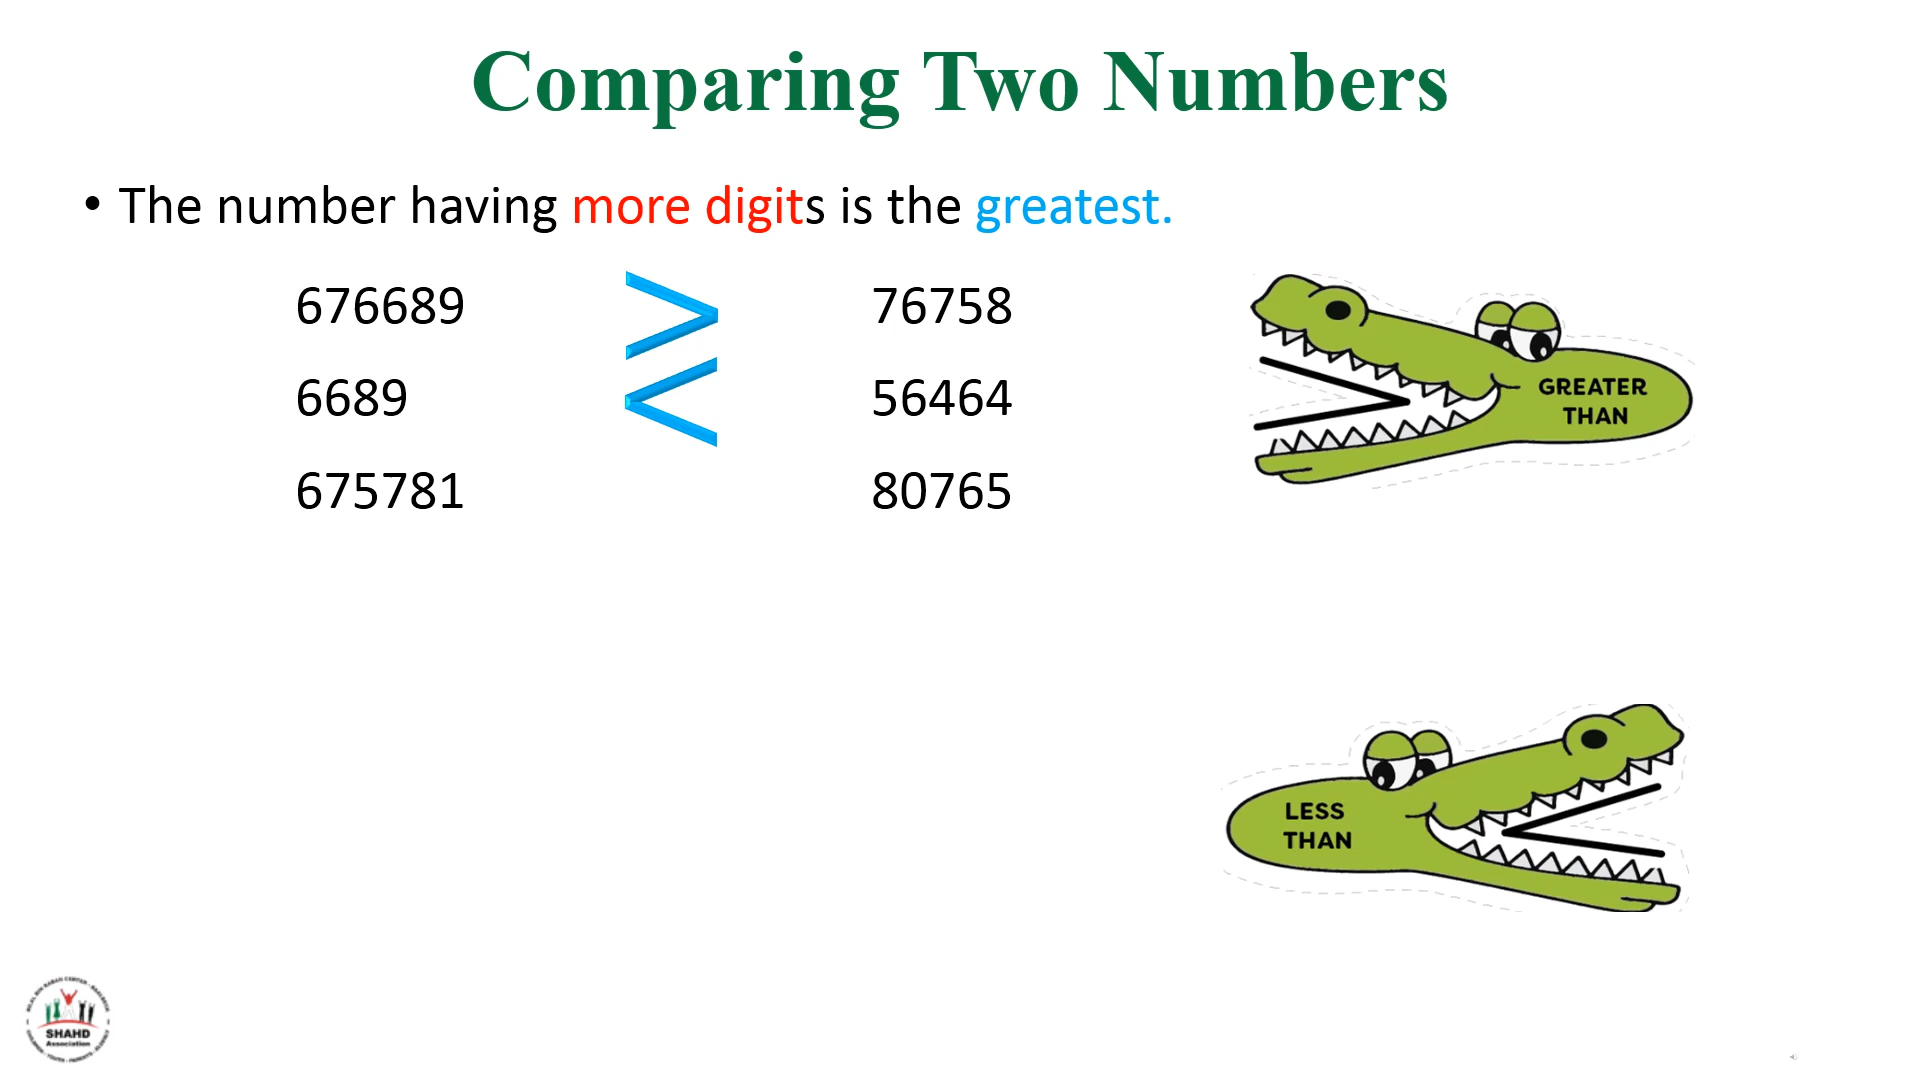 Comparing Two Numbers
• The number having more digits is the greatest.
676689 > 76758
6689 < 56464
675781 80765
GREATER
THAN
LESS
THAN
SHAHD
Association